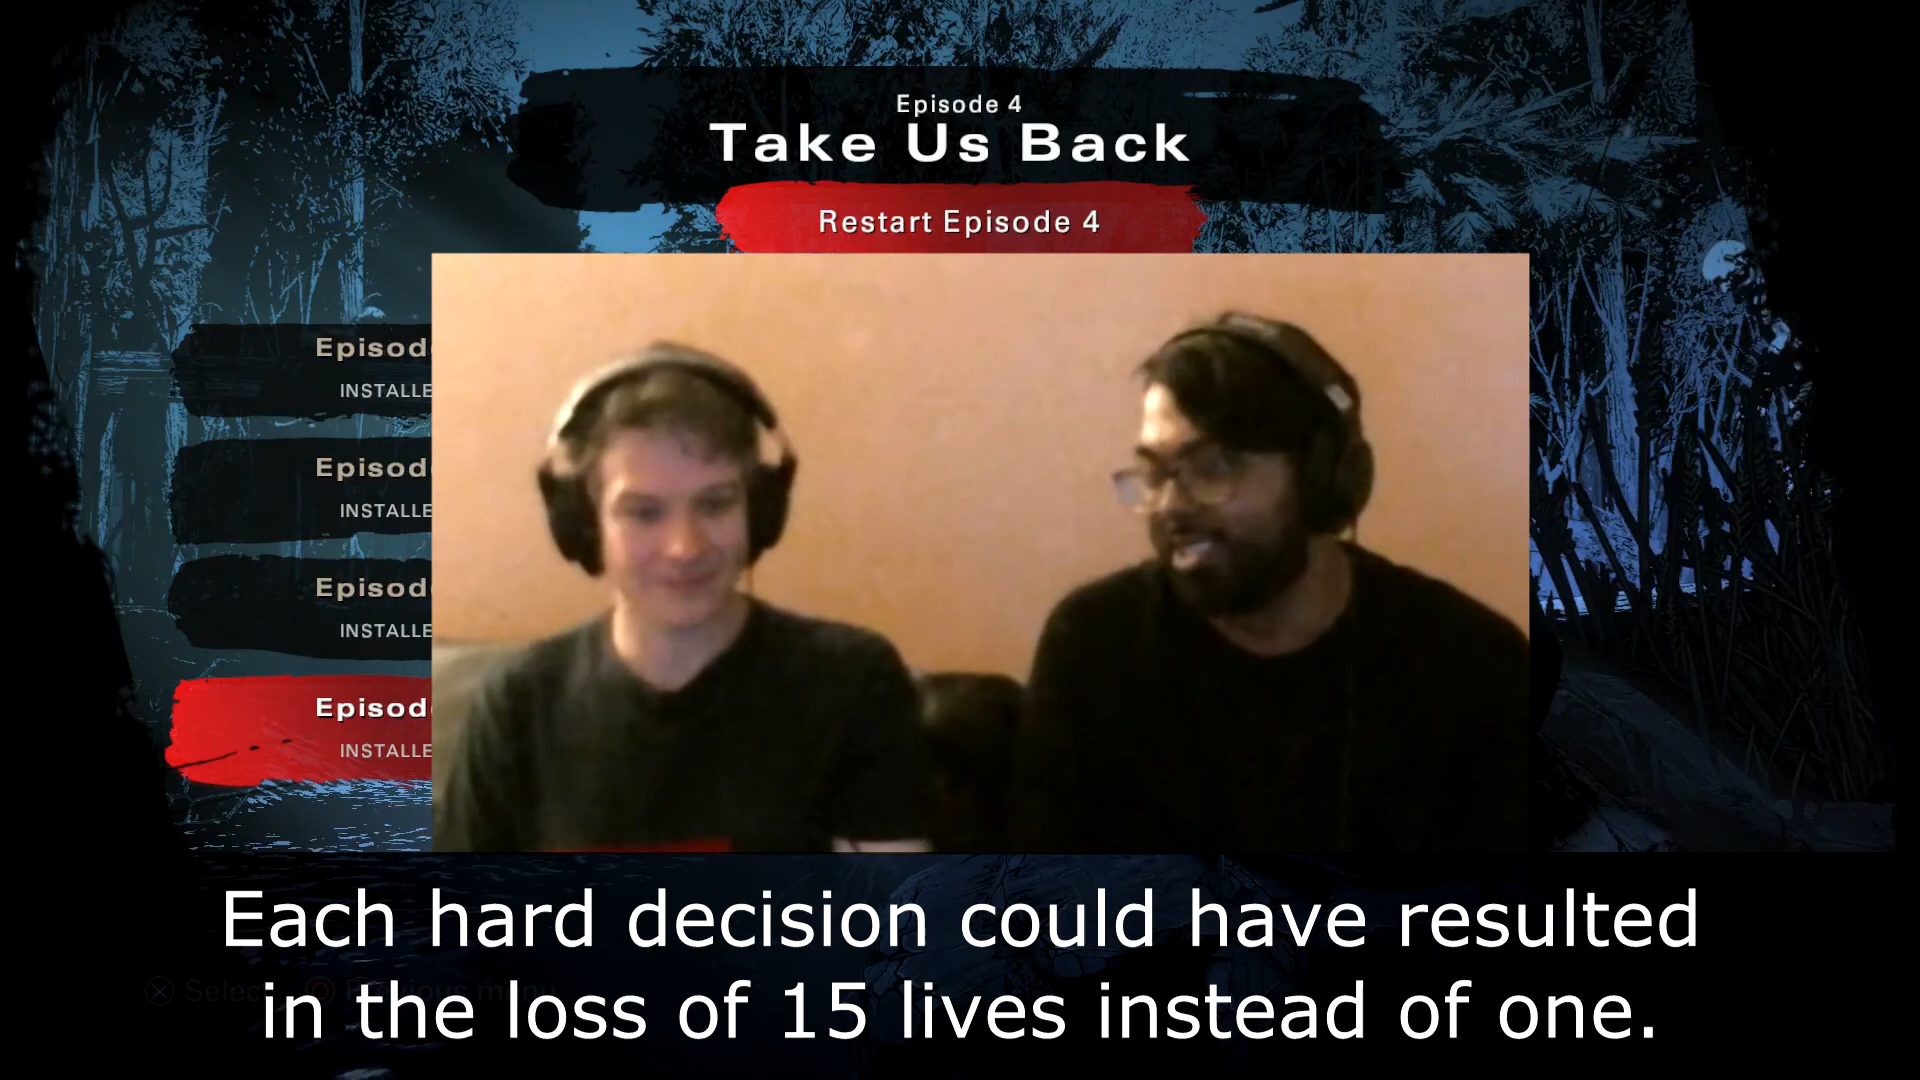 Episode 4
Take Us Back
Restart Episode 4
Episod
INSTALLE
Episod
INSTALLE
Episod
INSTALLE
Episod
INSTALLE
Each hard decision could have resulted
in the loss of 15 lives instead of one.
Select